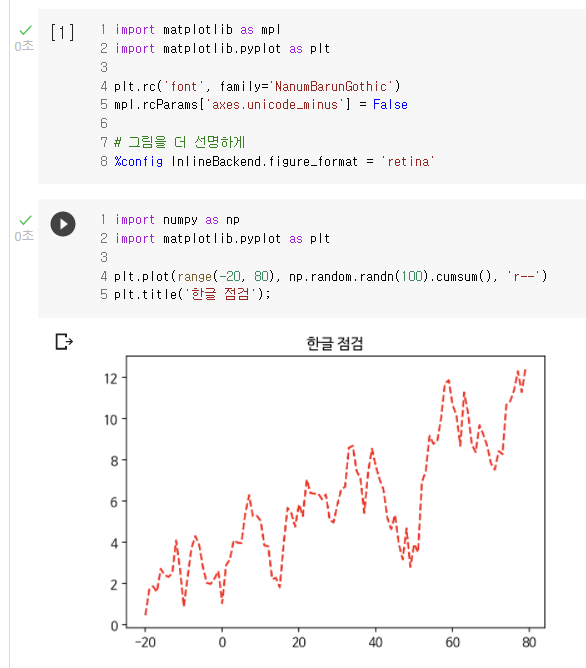 [1]
0초
1 import matplotlib as mpl
2 import matplotlib.pyplot as plt
3
4 plt.rc('font', family='NanumBarunGothic')
5 mpl.rcParams['axes.unicode_minus'] = False
6
7 # 그림을 더 선명하게
8 %config InlineBackend.figure_format = 'retina'
0초
1 import numpy as np
2 import matplotlib.pyplot as plt
3
4 plt.plot(range(-20, 80), np.random.randn(100).cumsum(), 'r--')
5 plt.title('한글 점검');
한글 점검
12
10
8
6
4
2
0
-20 0 20 40 60 80